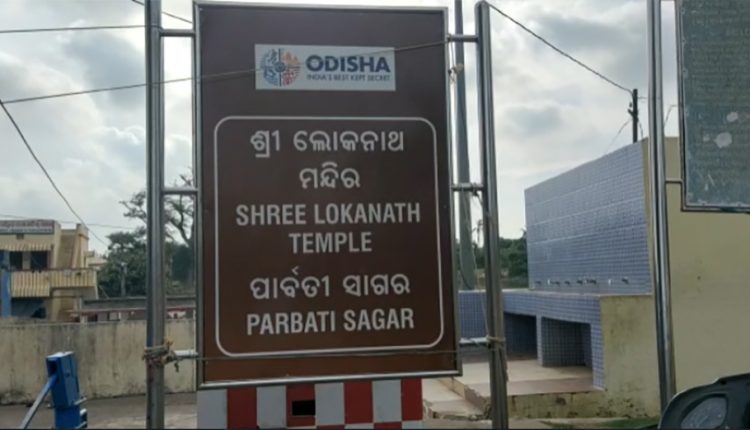 ODISHA
INDIA'S BEST KEPT SECRET
ଶ୍ରୀ ଲୋକନାଥ
ମନ୍ଦିର
SHREE LOKANATH
TEMPLE
ପାର୍ବତୀ ସାଗର
PARBATI SAGAR